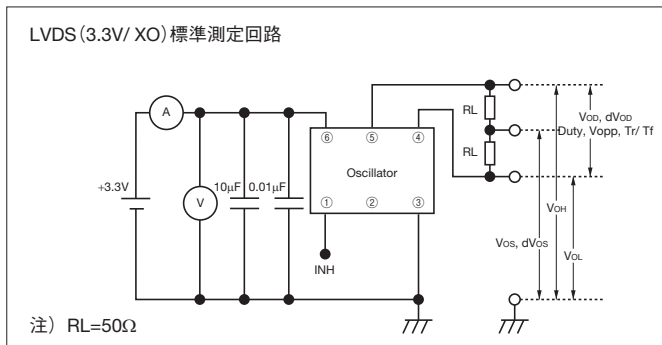 LVDS（3.3V/ XO）標準測定回路
A
⑥
⑤
④
RL
RL
VOD, dVOD
Duty, Vopp, Tr/ Tf
+3.3V
V
10μF
0.01μF
Oscillator
①
②
③
INH
VOH
VOS, dVOS
VOL
注） RL=50Ω